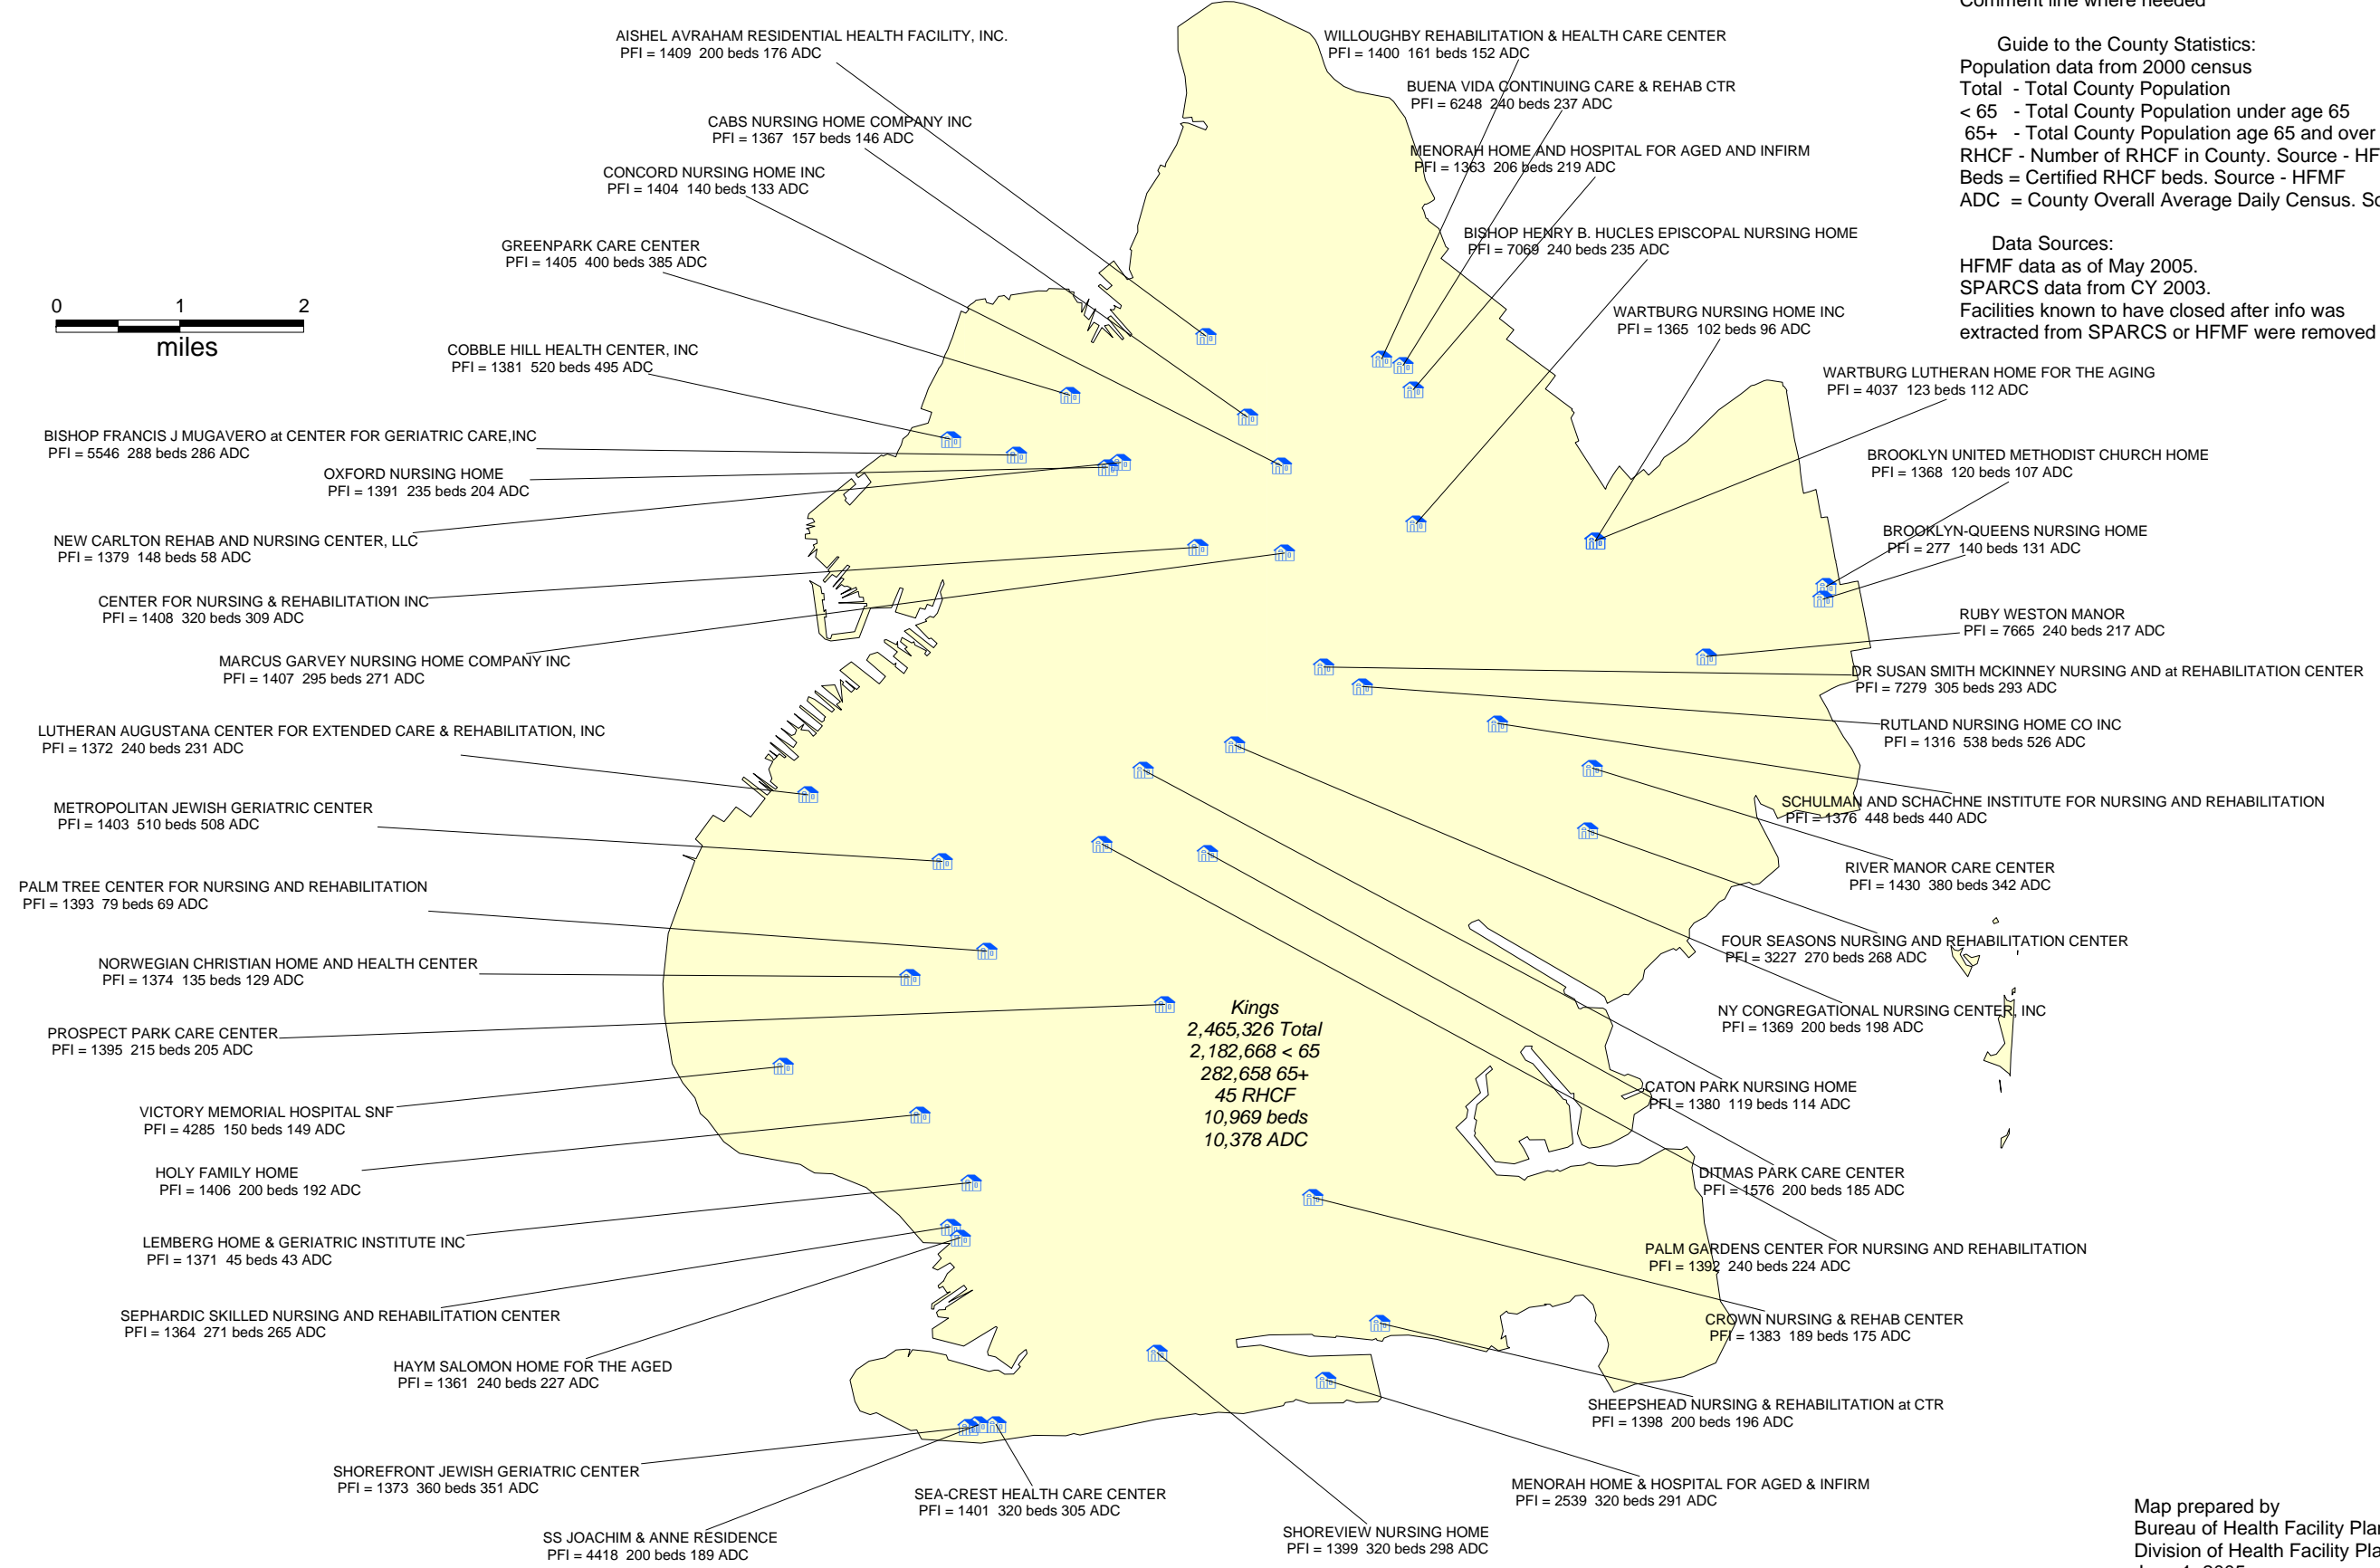 Comment line where needed
Guide to the County Statistics:
Population data from 2000 census
Total - Total County Population
< 65 - Total County Population under age 65
65+ - Total County Population age 65 and over
RHCF - Number of RHCF in County. Source - HF
Beds = Certified RHCF beds. Source - HFMF
ADC = County Overall Average Daily Census.
Data Sources:
HFMF data as of May 2005.
SPARCS data from CY 2003.
Facilities known to have closed after info was
extracted from SPARCS or HFMF were removed
0 1 2
miles
AISHEL AVRAHAM RESIDENTIAL HEALTH FACILITY, INC.
PFI = 1409 200 beds 176 ADC
CABS NURSING HOME COMPANY INC
PFI = 1367 157 beds 146 ADC
CONCORD NURSING HOME INC
PFI = 1404 140 beds 133 ADC
GREENPARK CARE CENTER
PFI = 1405 400 beds 385 ADC
COBBLE HILL HEALTH CENTER, INC
PFI = 1381 520 beds 495 ADC
BISHOP FRANCIS J MUGAVERO at CENTER FOR GERIATRIC CARE,INC
PFI = 5546 288 beds 286 ADC
OXFORD NURSING HOME
PFI = 1391 235 beds 204 ADC
NEW CARLTON REHAB AND NURSING CENTER, LLC
PFI = 1379 148 beds 58 ADC
CENTER FOR NURSING & REHABILITATION INC
PFI = 1408 320 beds 309 ADC
MARCUS GARVEY NURSING HOME COMPANY INC
PFI = 1407 295 beds 271 ADC
LUTHERAN AUGUSTANA CENTER FOR EXTENDED CARE & REHABILITATION, INC
PFI = 1372 240 beds 231 ADC
METROPOLITAN JEWISH GERIATRIC CENTER
PFI = 1403 510 beds 508 ADC
PALM TREE CENTER FOR NURSING AND REHABILITATION
PFI = 1393 79 beds 69 ADC
NORWEGIAN CHRISTIAN HOME AND HEALTH CENTER
PFI = 1374 135 beds 129 ADC
PROSPECT PARK CARE CENTER
PFI = 1395 215 beds 205 ADC
VICTORY MEMORIAL HOSPITAL SNF
PFI = 4285 150 beds 149 ADC
HOLY FAMILY HOME
PFI = 1406 200 beds 192 ADC
LEMBERG HOME & GERIATRIC INSTITUTE INC
PFI = 1371 45 beds 43 ADC
SEPHARDIC SKILLED NURSING AND REHABILITATION CENTER
PFI = 1364 271 beds 265 ADC
HAYM SALOMON HOME FOR THE AGED
PFI = 1361 240 beds 227 ADC
SHOREFRONT JEWISH GERIATRIC CENTER
PFI = 1373 360 beds 351 ADC
SS JOACHIM & ANNE RESIDENCE
PFI = 4418 200 beds 189 ADC
SEA-CREST HEALTH CARE CENTER
PFI = 1401 320 beds 305 ADC
Kings
2,465,326 Total
2,182,668 < 65
282,658 65+
45 RHCF
10,969 beds
10,378 ADC
WILLOUGHBY REHABILITATION & HEALTH CARE CENTER
PFI = 1400 161 beds 152 ADC
BUENA VIDA CONTINUING CARE & REHAB CTR
PFI = 6248 240 beds 237 ADC
MENORAH HOME AND HOSPITAL FOR AGED AND INFIRM
PFI = 1363 206 beds 219 ADC
BISHOP HENRY B. HUCLES EPISCOPAL NURSING HOME
PFI = 7069 240 beds 235 ADC
WARTBURG NURSING HOME INC
PFI = 1365 102 beds 96 ADC
WARTBURG LUTHERAN HOME FOR THE AGING
PFI = 4037 123 beds 112 ADC
BROOKLYN UNITED METHODIST CHURCH HOME
PFI = 1368 120 beds 107 ADC
BROOKLYN-QUEENS NURSING HOME
PFI = 277 140 beds 131 ADC
RUBY WESTON MANOR
PFI = 7665 240 beds 217 ADC
DR SUSAN SMITH MCKINNEY NURSING AND at REHABILITATION CENTER
PFI = 7279 305 beds 293 ADC
RUTLAND NURSING HOME CO INC
PFI = 1316 538 beds 526 ADC
SCHULMAN AND SCHACHNE INSTITUTE FOR NURSING AND REHABILITATION
PFI = 1376 448 beds 440 ADC
RIVER MANOR CARE CENTER
PFI = 1430 380 beds 342 ADC
FOUR SEASONS NURSING AND REHABILITATION CENTER
PFI = 3227 270 beds 268 ADC
NY CONGREGATIONAL NURSING CENTER, INC
PFI = 1369 200 beds 198 ADC
CATON PARK NURSING HOME
PFI = 1380 119 beds 114 ADC
DITMAS PARK CARE CENTER
PFI = 1576 200 beds 185 ADC
PALM GARDENS CENTER FOR NURSING AND REHABILITATION
PFI = 1392 240 beds 224 ADC
CROWN NURSING & REHAB CENTER
PFI = 1383 189 beds 175 ADC
SHEEPSHEAD NURSING & REHABILITATION at CTR
PFI = 1398 200 beds 196 ADC
MENORAH HOME & HOSPITAL FOR AGED & INFIRM
PFI = 2539 320 beds 291 ADC
SHOREVIEW NURSING HOME
PFI = 1399 320 beds 298 ADC
Map prepared by
Bureau of Health Facility
Division of Health Facility